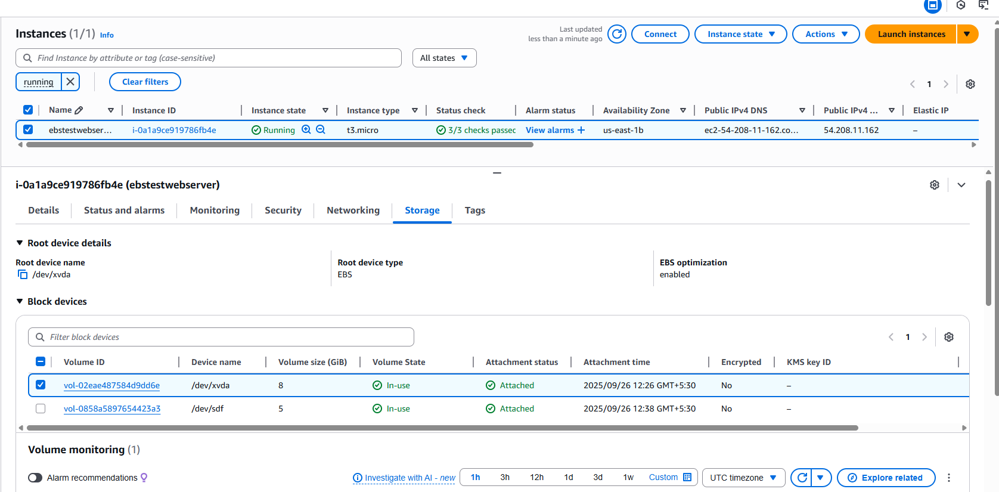 Instances (1/1) Info
Last updated
less than a minute ago
Connect
Instance state
Actions
Launch instances
Find Instance by attribute or tag (case-sensitive)
All states
running
Clear filters
1
Name Instance ID Instance state Instance type Status check Alarm status Availability Zone Public IPv4 DNS Public IPv4 ... Elastic IP
ebstestwebser... i-0a1a9ce919786fb4e Running t3.micro 3/3 checks passed View alarms + us-east-1b ec2-54-208-11-162.co... 54.208.11.162 –
i-0a1a9ce919786fb4e (ebstestwebserver)
Details Status and alarms Monitoring Security Networking Storage Tags
Root device details
Root device name Root device type EBS optimization
/dev/xvda EBS enabled
Block devices
Filter block devices
1
Volume ID Device name Volume size (GiB) Volume State Attachment status Attachment time Encrypted KMS key ID
vol-02eae487584d9dd6e /dev/xvda 8 In-use Attached 2025/09/26 12:26 GMT+5:30 No –
vol-0858a5897654423a3 /dev/sdf 5 In-use Attached 2025/09/26 12:38 GMT+5:30 No –
Volume monitoring (1)
Alarm recommendations
Investigate with AI - new
1h 3h 12h 1d 3d 1w Custom
UTC timezone
Explore related